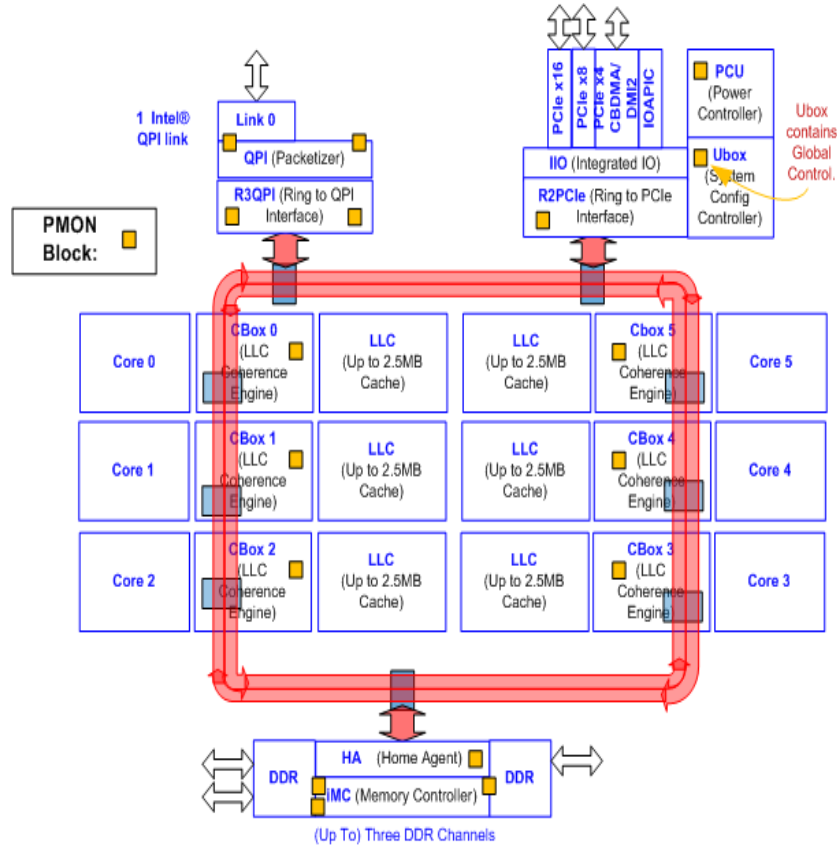 1 Intel®
QPI link
Link 0
QPI (Packetizer)
R3QPI (Ring to QPI
Interface)
PCIe x16
PCIe x8
PCIe x4
CBDMA/
DMI2
IOAPIC
IIO (Integrated IO)
R2PCIe (Ring to PCIe
Interface)
PCU
(Power
Controller)
Ubox
(System
Config
Controller)
Ubox
contains
Global
Control.
PMON
Block:
Core 0
CBox 0
(LLC
Coherence
Engine)
LLC
(Up to 2.5MB
Cache)
LLC
(Up to 2.5MB
Cache)
Cbox 5
(LLC
Coherence
Engine)
Core 5
Core 1
CBox 1
(LLC
Coherence
Engine)
LLC
(Up to 2.5MB
Cache)
LLC
(Up to 2.5MB
Cache)
CBox 4
(LLC
Coherence
Engine)
Core 4
Core 2
CBox 2
(LLC
Coherence
Engine)
LLC
(Up to 2.5MB
Cache)
LLC
(Up to 2.5MB
Cache)
CBox 3
(LLC
Coherence
Engine)
Core 3
DDR
HA (Home Agent)
iMC (Memory Controller)
DDR
(Up To) Three DDR Channels